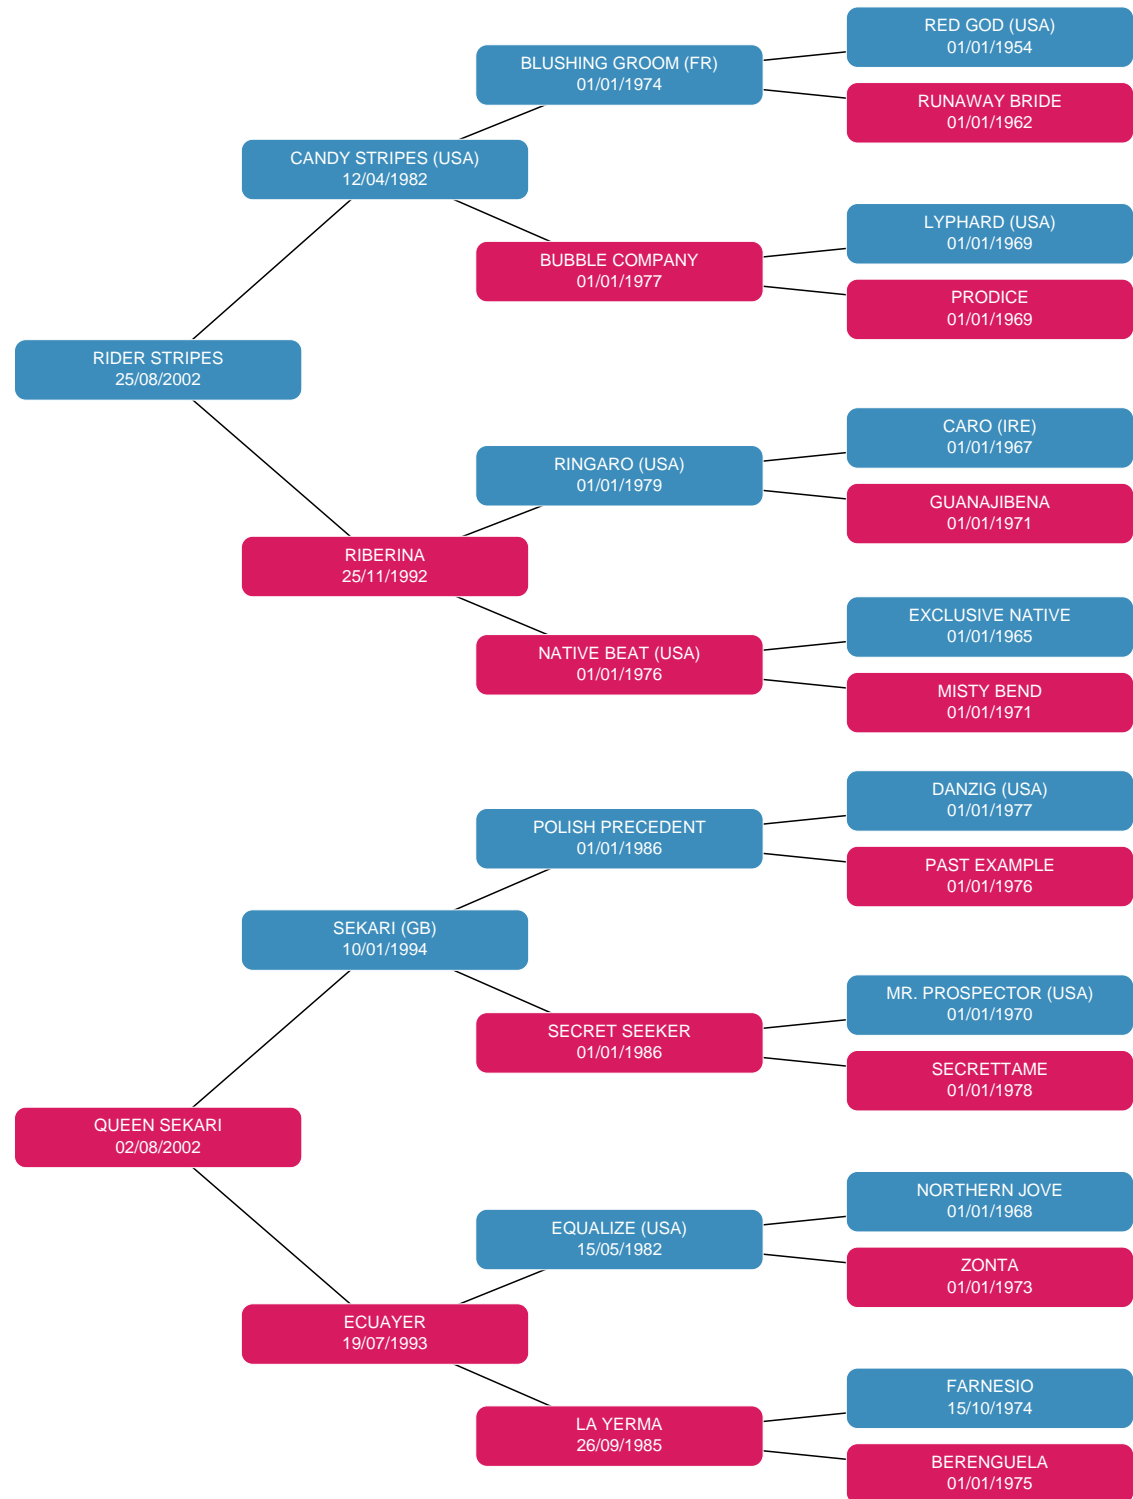 RED GOD (USA)
01/01/1954
BLUSHING GROOM (FR)
01/01/1974
RUNAWAY BRIDE
01/01/1962
CANDY STRIPES (USA)
12/04/1982
LYPHARD (USA)
01/01/1969
BUBBLE COMPANY
01/01/1977
PRODICE
01/01/1969
RIDER STRIPES
25/08/2002
CARO (IRE)
01/01/1967
RINGARO (USA)
01/01/1979
GUANAJIBENA
01/01/1971
RIBERINA
25/11/1992
EXCLUSIVE NATIVE
01/01/1965
NATIVE BEAT (USA)
01/01/1976
MISTY BEND
01/01/1971
DANZIG (USA)
01/01/1977
POLISH PRECEDENT
01/01/1986
PAST EXAMPLE
01/01/1976
SEKARI (GB)
10/01/1994
MR. PROSPECTOR (USA)
01/01/1970
SECRET SEEKER
01/01/1986
SECRETTAME
01/01/1978
QUEEN SEKARI
02/08/2002
NORTHERN JOVE
01/01/1968
EQUALIZE (USA)
15/05/1982
ZONTA
01/01/1973
ECUAYER
19/07/1993
FARNESIO
15/10/1974
LA YERMA
26/09/1985
BERENGUELA
01/01/1975